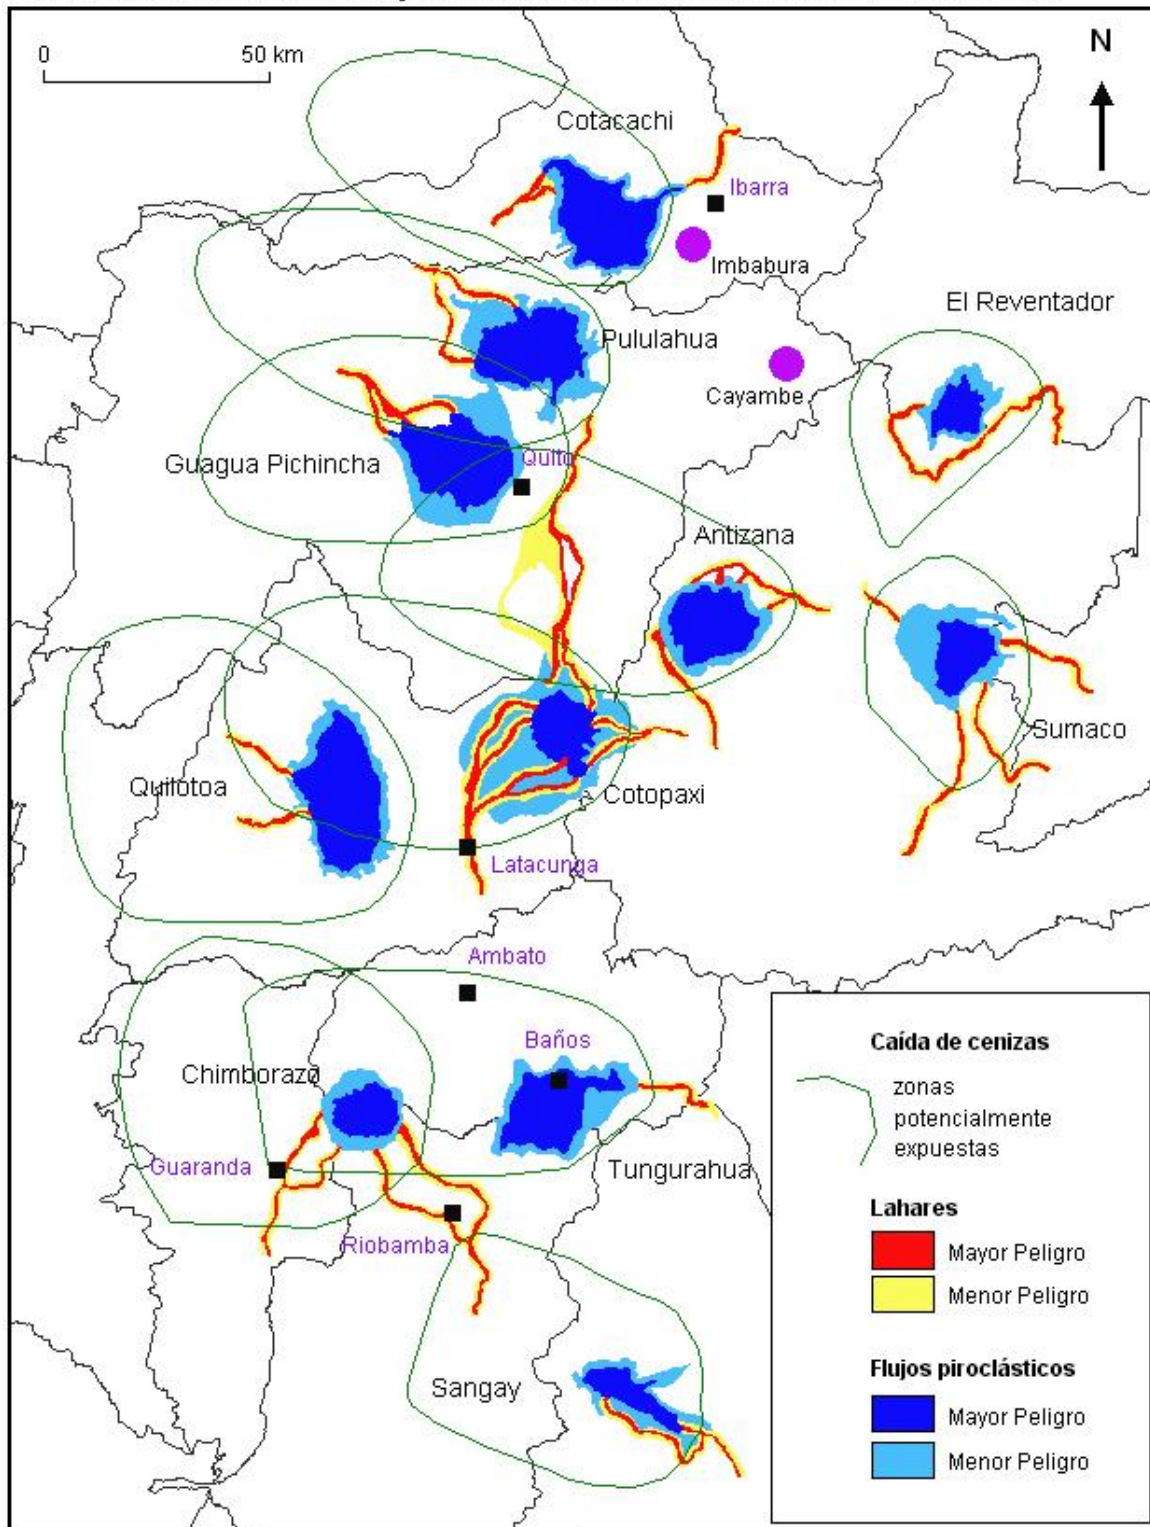 0 50 km
N
Cotacachi
Ibarra
Imbabura
El Reventador
Pululahua
Cayambe
Guagua Pichincha
Quito
Antizana
Sumaco
Quilotoa
Cotopaxi
Latacunga
Ambato
Baños
Chimborazo
Guaranda
Tungurahua
Riobamba
Sangay
Caída de cenizas
zonas
potencialmente
expuestas
Lahares
Mayor Peligro
Menor Peligro
Flujos piroclásticos
Mayor Peligro
Menor Peligro